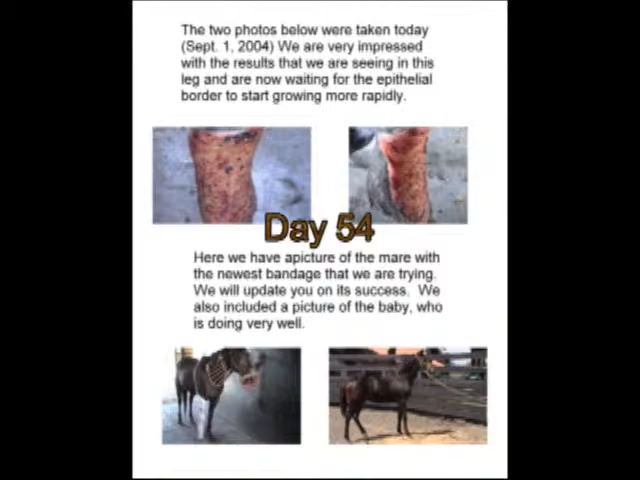 The two photos below were taken today
(Sept. 1, 2004) We are very impressed
with the results that we are seeing in this
leg and are now waiting for the epithelial
border to start growing more rapidly.
Day 54
Here we have apicture of the mare with
the newest bandage that we are trying.
We will update you on its success. We
also included a picture of the baby, who
is doing very well.